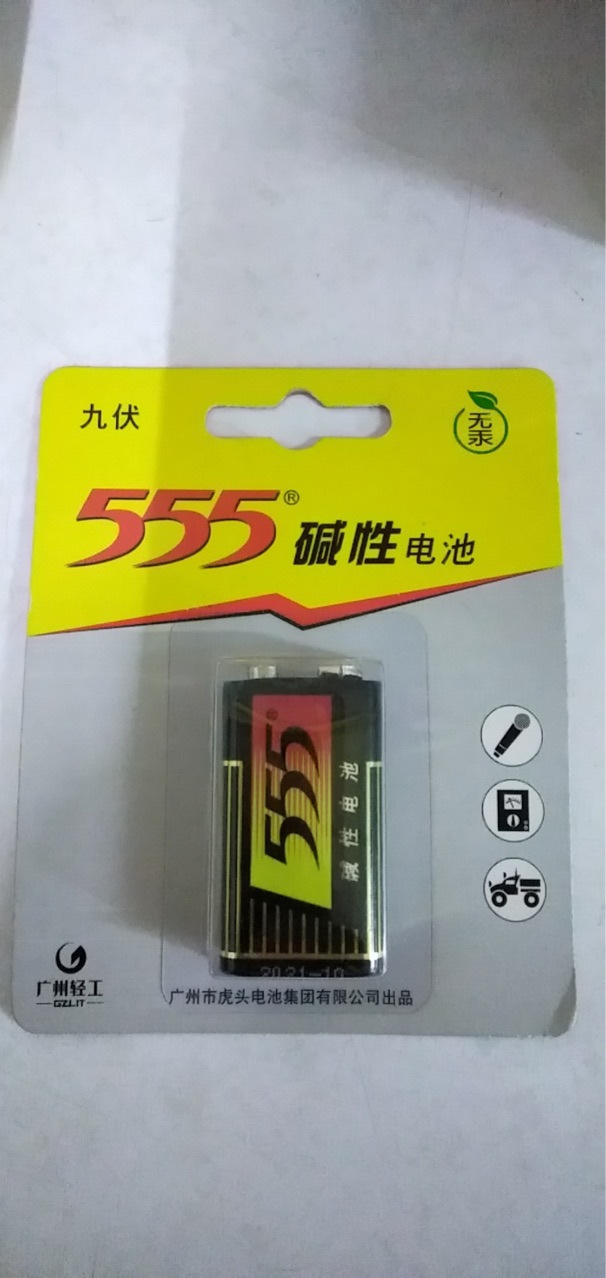 九伏
无
汞
555® 碱性电池
555®
碱性电池
2021-10
广州轻工
GZLIT
广州市虎头电池集团有限公司出品